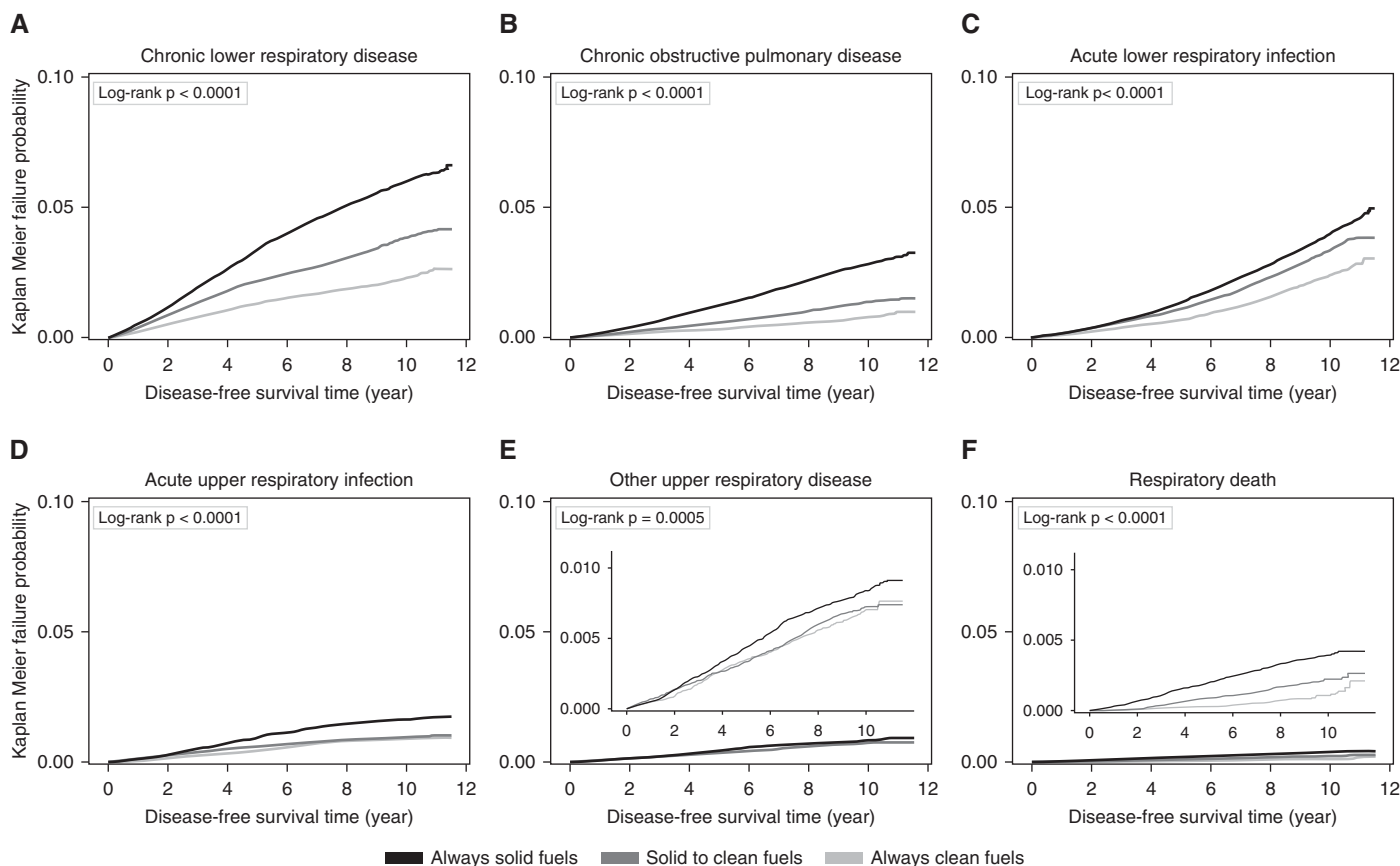 A
B
C
Chronic lower respiratory disease
Chronic obstructive pulmonary disease
Acute lower respiratory infection
Kaplan Meier failure probability
0.10
0.05
0.00
Log-rank p < 0.0001
0 2 4 6 8 10 12
Disease-free survival time (year)
0.10
0.05
0.00
Log-rank p < 0.0001
0 2 4 6 8 10 12
Disease-free survival time (year)
0.10
0.05
0.00
Log-rank p< 0.0001
0 2 4 6 8 10 12
Disease-free survival time (year)
D
E
F
Acute upper respiratory infection
Other upper respiratory disease
Respiratory death
Kaplan Meier failure probability
0.10
0.05
0.00
Log-rank p < 0.0001
0 2 4 6 8 10 12
Disease-free survival time (year)
0.10
0.05
0.00
Log-rank p = 0.0005
0.010
0.005
0.000
0 2 4 6 8 10
0 2 4 6 8 10 12
Disease-free survival time (year)
0.10
0.05
0.00
Log-rank p < 0.0001
0.010
0.005
0.000
0 2 4 6 8 10
0 2 4 6 8 10 12
Disease-free survival time (year)
Always solid fuels Solid to clean fuels Always clean fuels